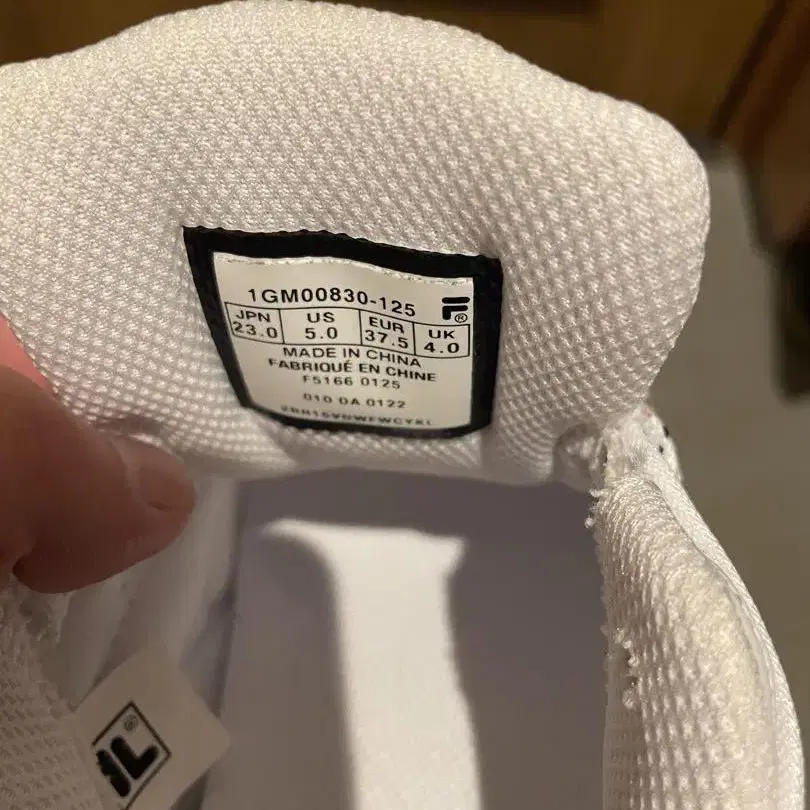 1GM00830-125
F®
JPN US EUR UK
23.0 5.0 37.5 4.0
MADE IN CHINA
FABRIQUÉ EN CHINE
F5166 0125
010 0A 0122